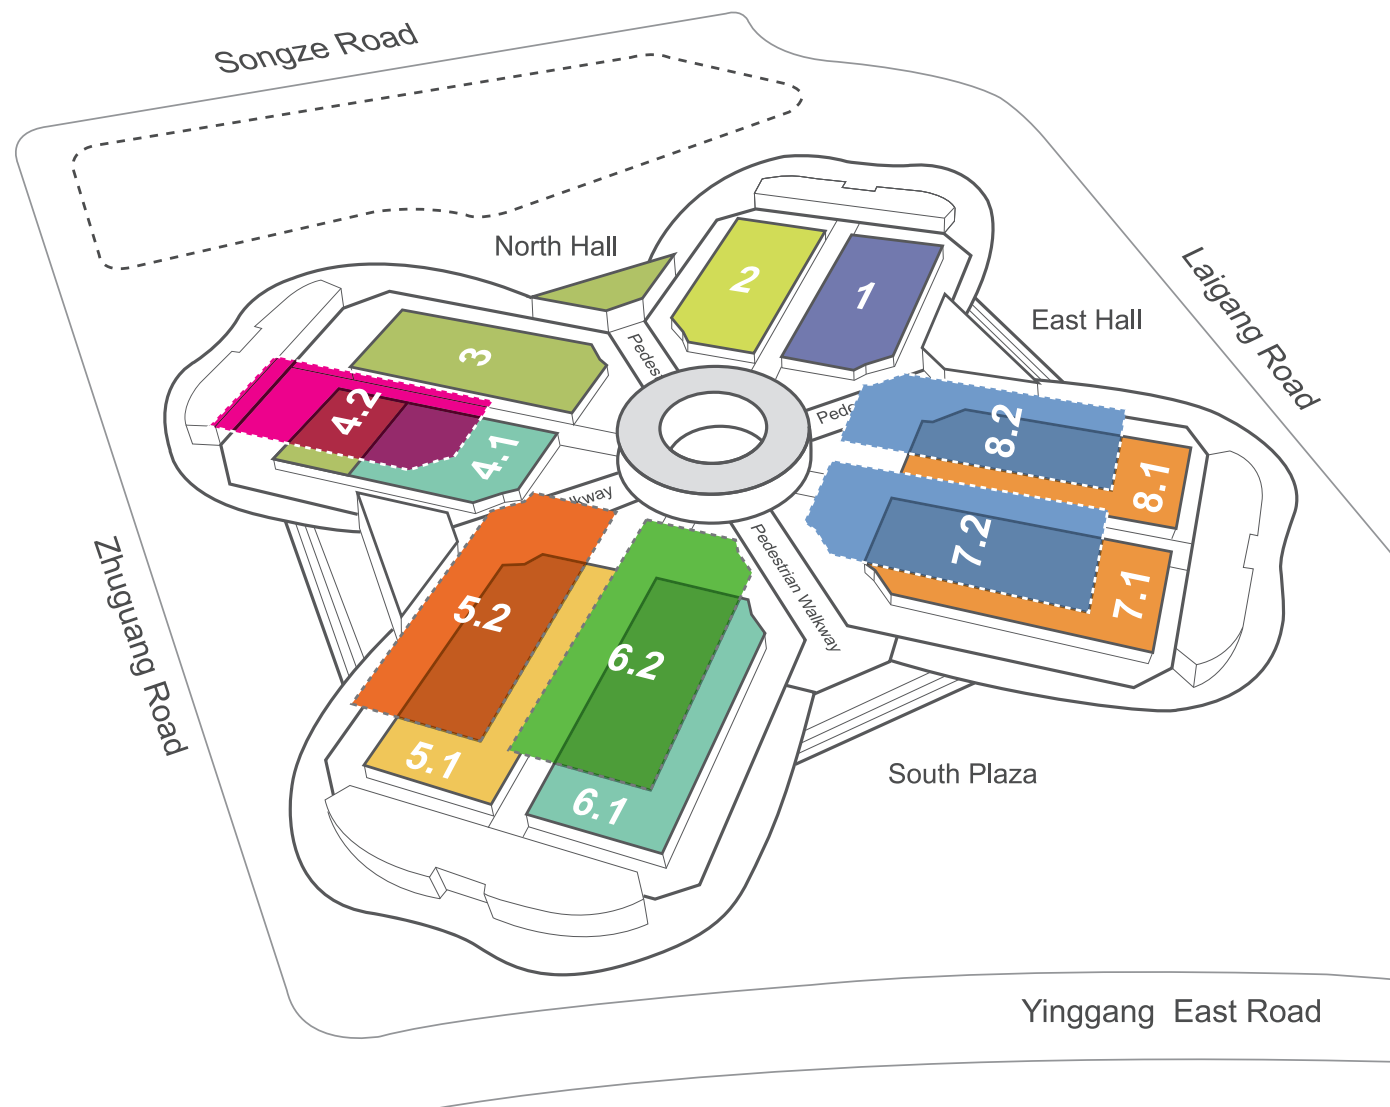 Songze Road
North Hall
2
1
Laigang Road
East Hall
3
4.2
4.1
8.2
8.1
7.2
7.1
Pedestrian Walkway
5.2
6.2
5.1
6.1
Zhuguang Road
South Plaza
Yinggang East Road